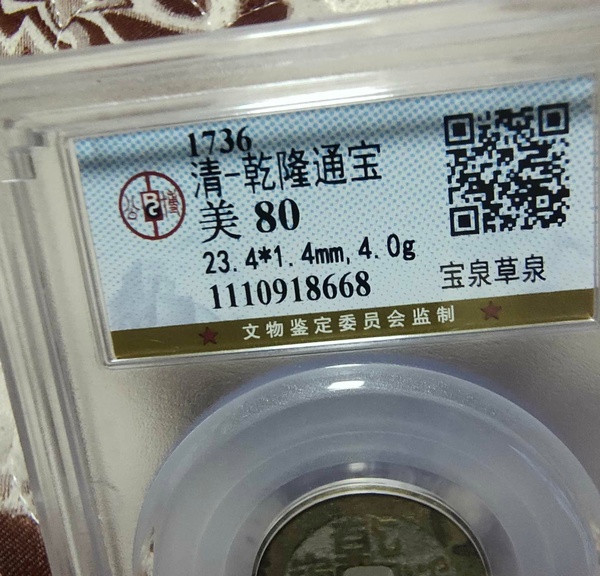 1736
清-乾隆通宝
美 80
23.4*1.4mm, 4.0g
宝泉草泉
1110918668
文物鉴定委员会监制
乾